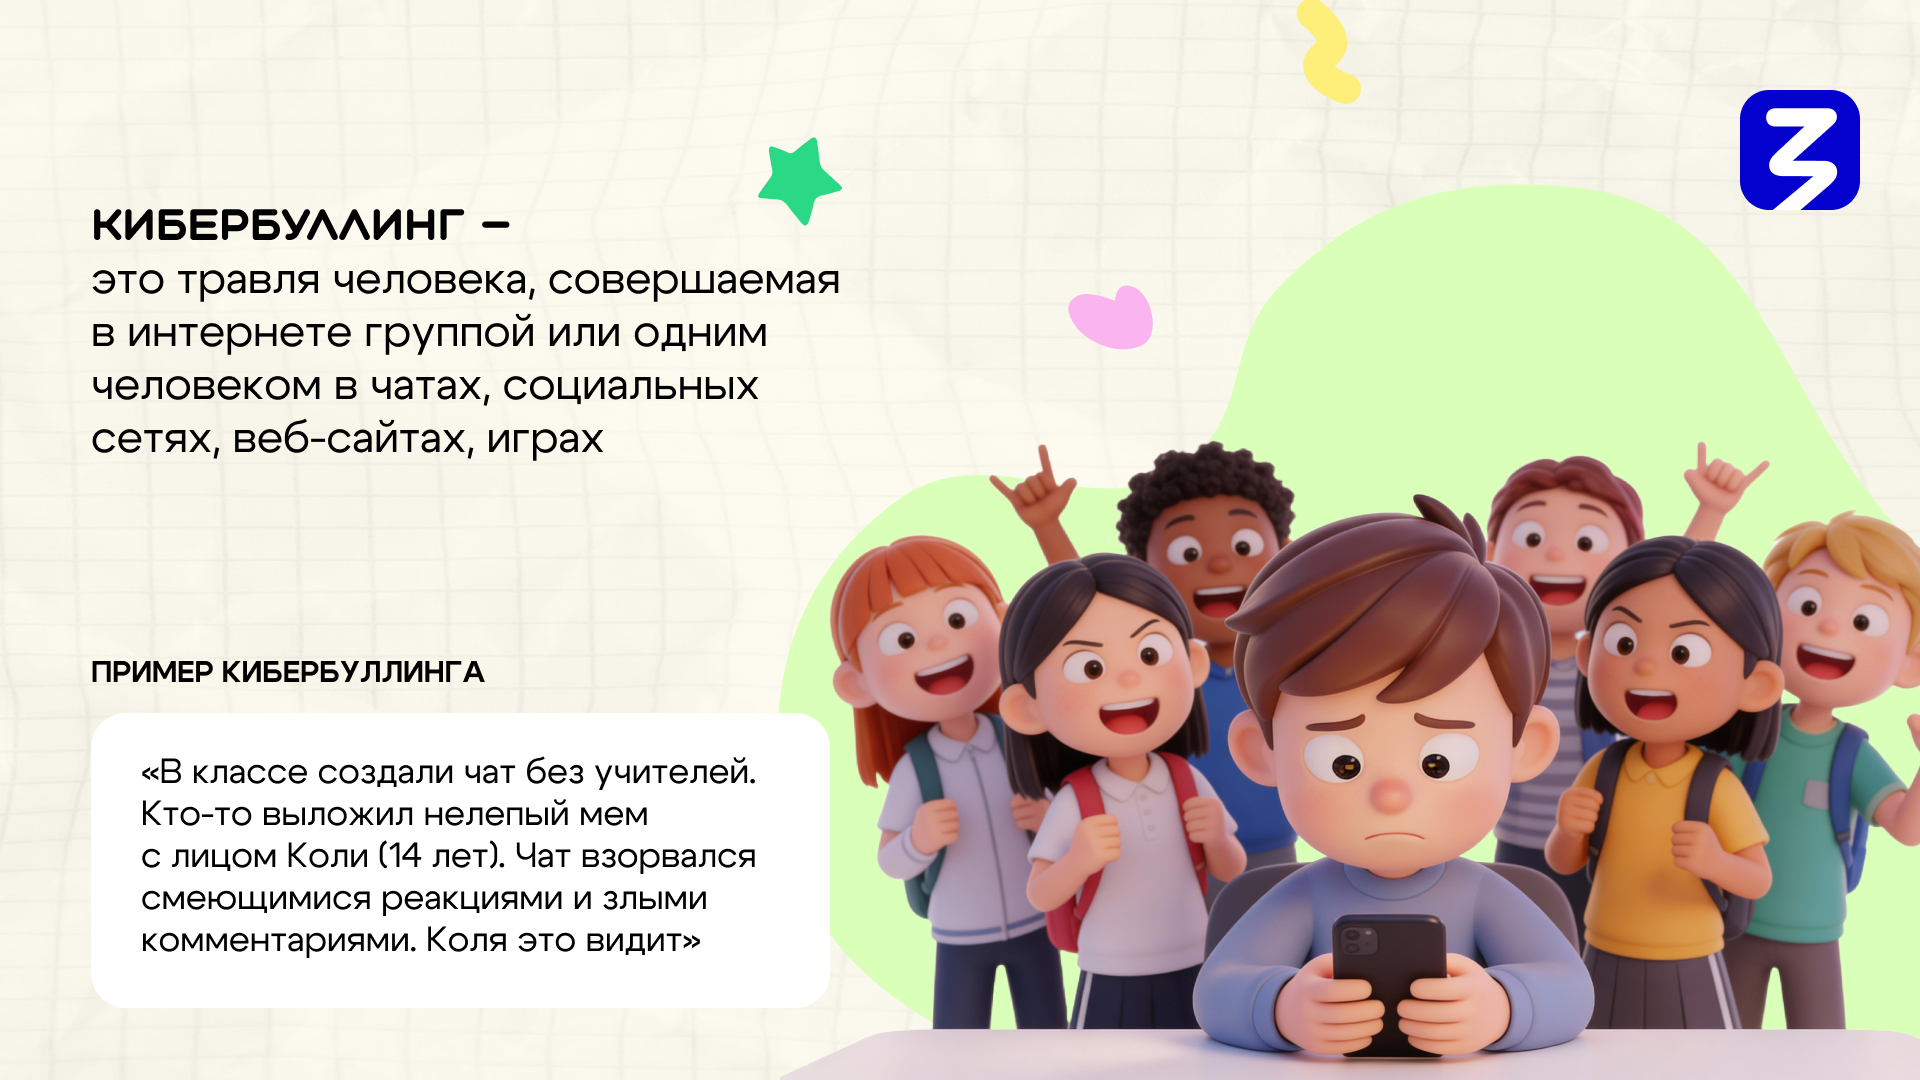 КИБЕРБУЛЛИНГ –
это травля человека, совершаемая
в интернете группой или одним
человеком в чатах, социальных
сетях, веб-сайтах, играх
ПРИМЕР КИБЕРБУЛЛИНГА
«В классе создали чат без учителей.
Кто-то выложил нелепый мем
с лицом Коли (14 лет). Чат взорвался
смеющимися реакциями и злыми
комментариями. Коля это видит»